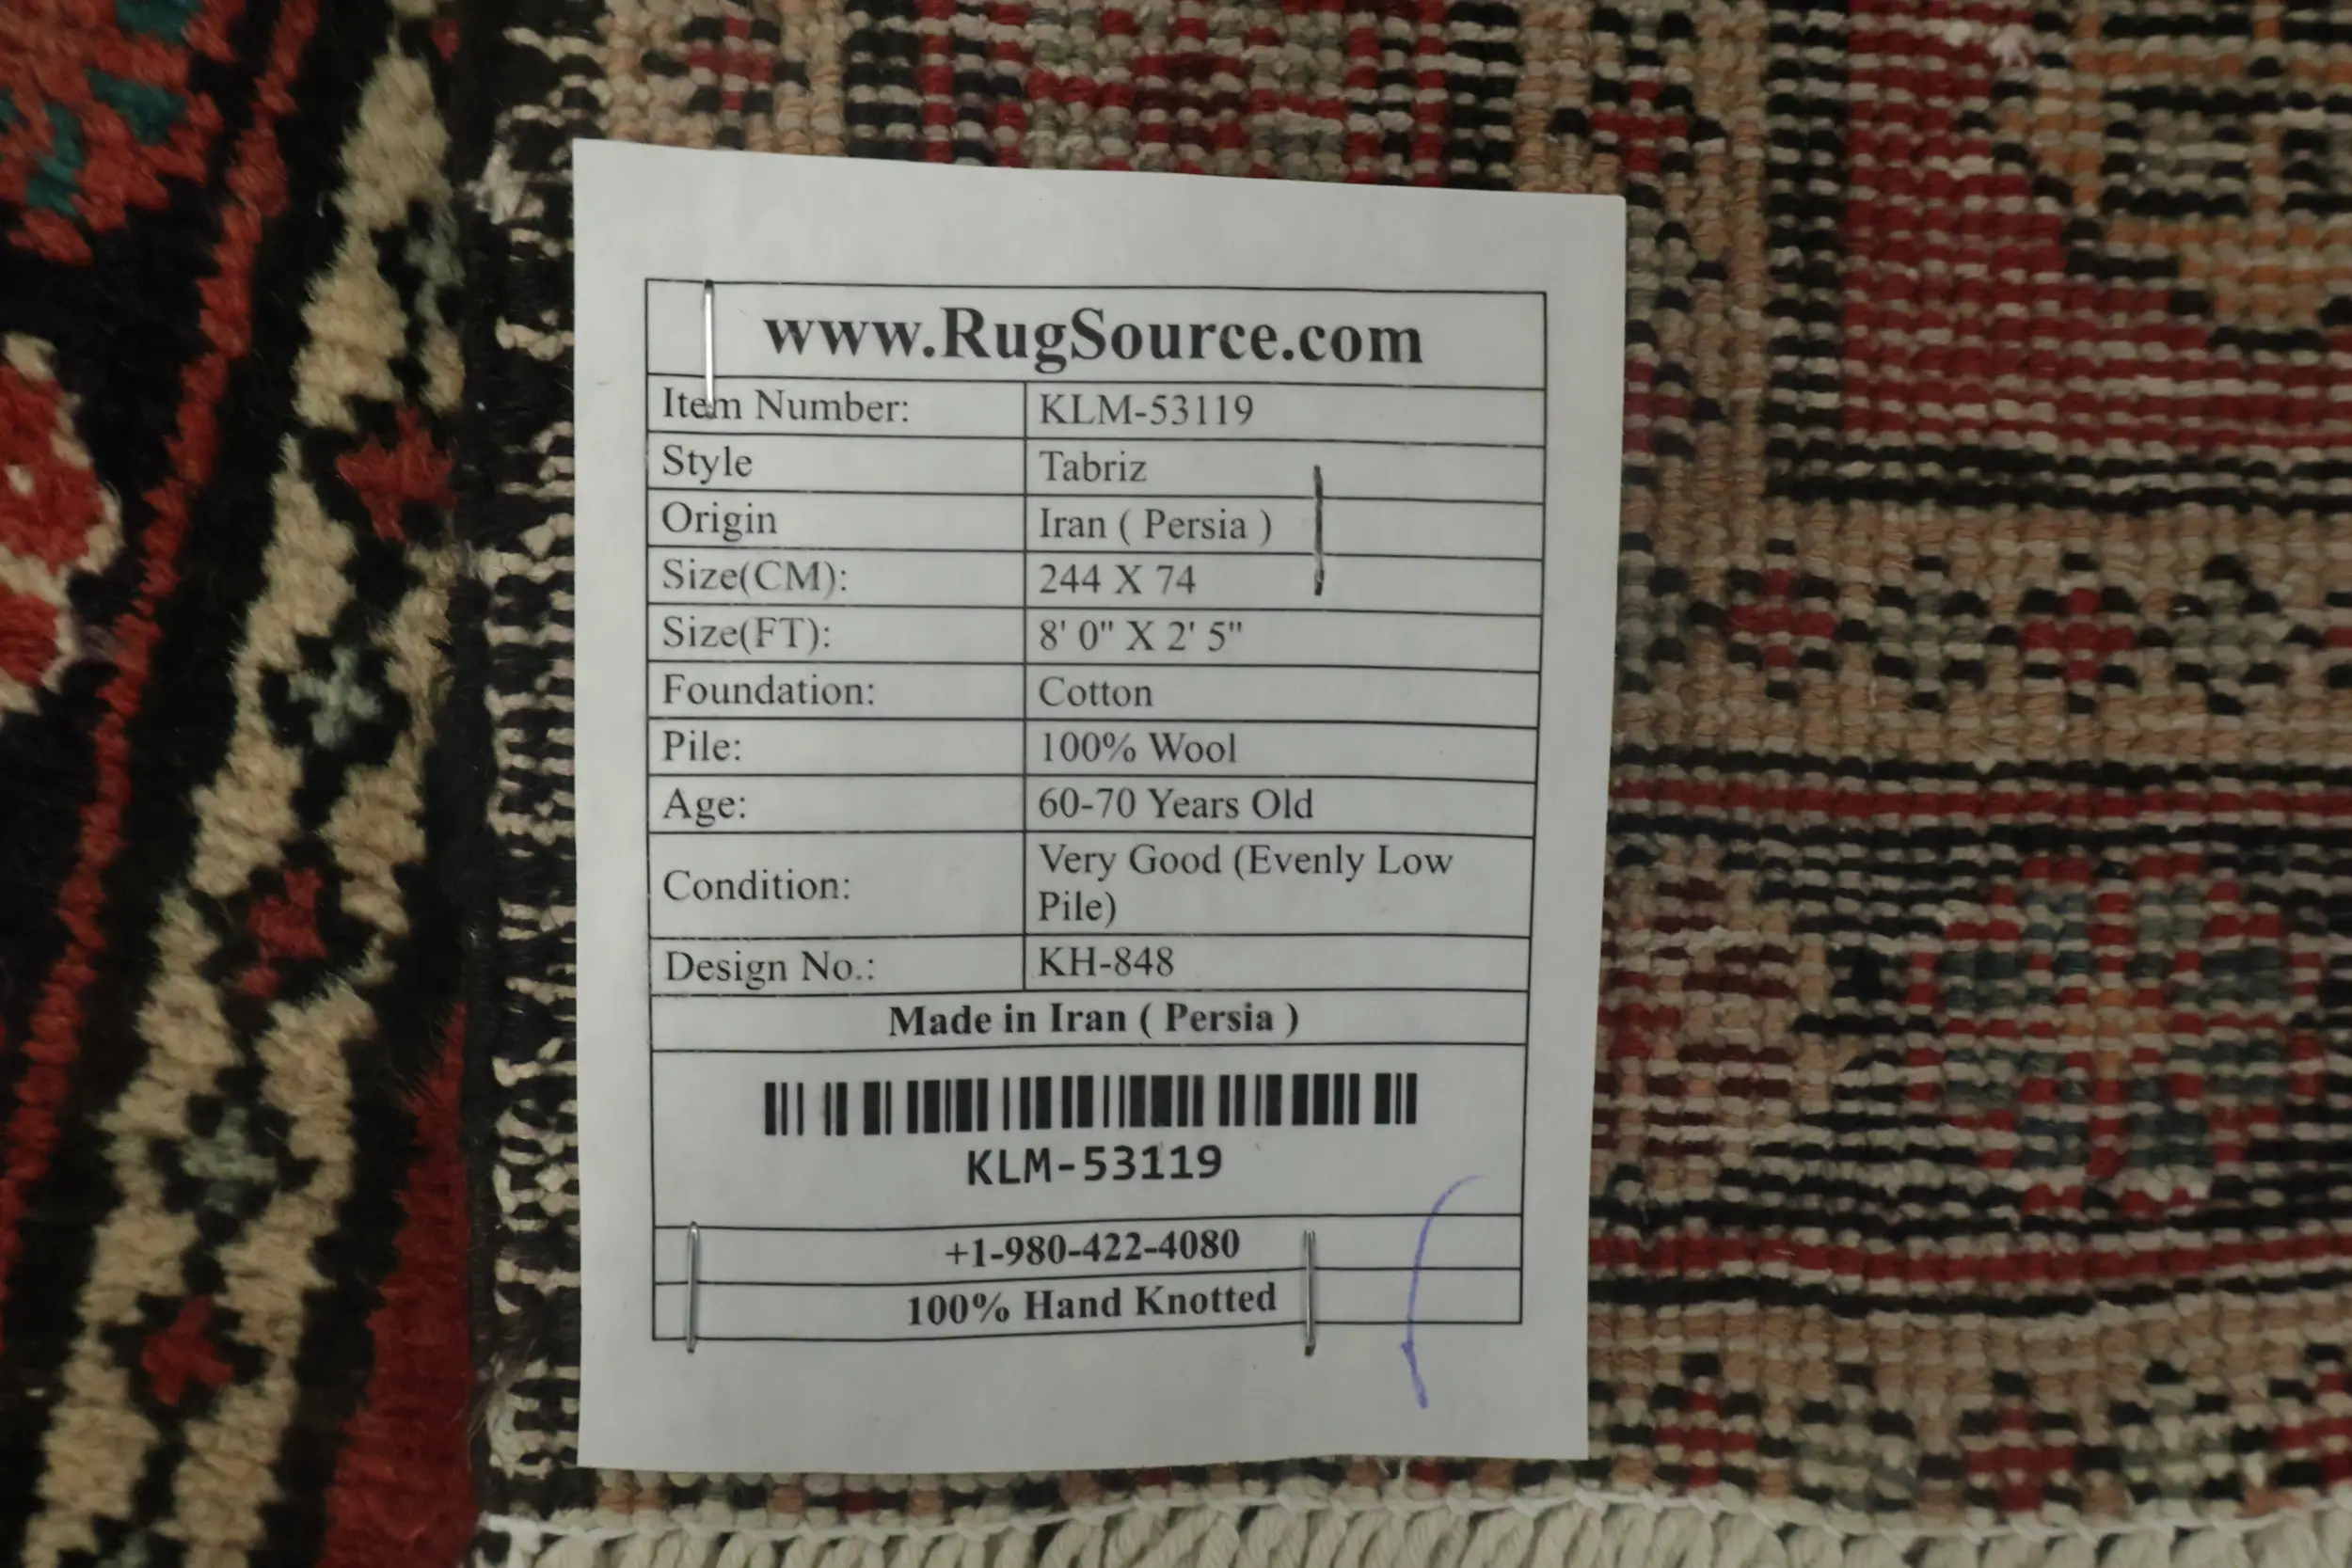 www.RugSource.com
Item Number: KLM-53119
Style Tabriz
Origin Iran ( Persia )
Size(CM): 244 X 74
Size(FT): 8' 0" X 2' 5"
Foundation: Cotton
Pile: 100% Wool
Age: 60-70 Years Old
Condition: Very Good (Evenly Low
Pile)
Design No.: KH-848
Made in Iran ( Persia )
KLM-53119
+1-980-422-4080
100% Hand Knotted